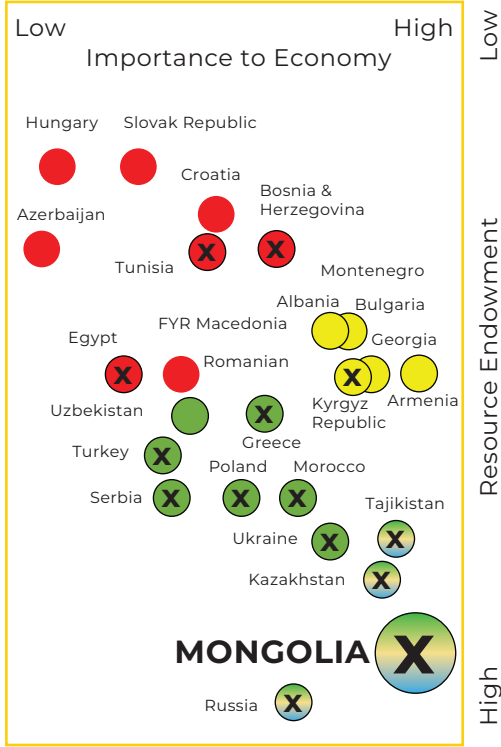 Low
High
Importance to Economy
Low
Resource Endowment
High
Hungary
Slovak Republic
Croatia
Bosnia &
Herzegovina
Azerbaijan
X
X
Tunisia
Montenegro
Albania
Bulgaria
FYR Macedonia
Egypt
Georgia
Romanian
X
X
Kyrgyz
Republic
Armenia
Uzbekistan
X
Greece
Turkey
X
Poland
Morocco
Serbia
X
X
X
Tajikistan
Ukraine
X
X
Kazakhstan
X
MONGOLIA
X
Russia
X